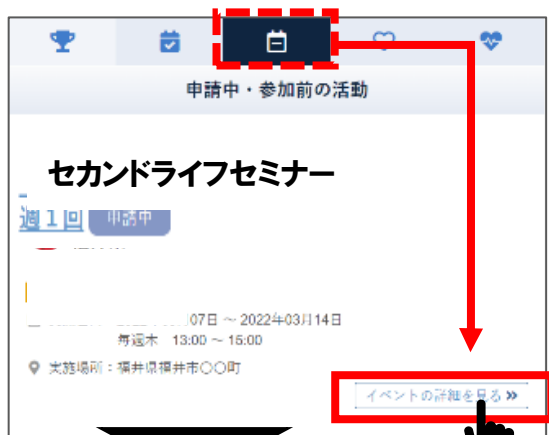 申請中・参加前の活動
セカンドライフセミナー
週1回 申請中
07日 ～ 2022年03月14日
毎週木 13:00 ～ 15:00
実施場所：福井県福井市〇〇町
イベントの詳細を見る »